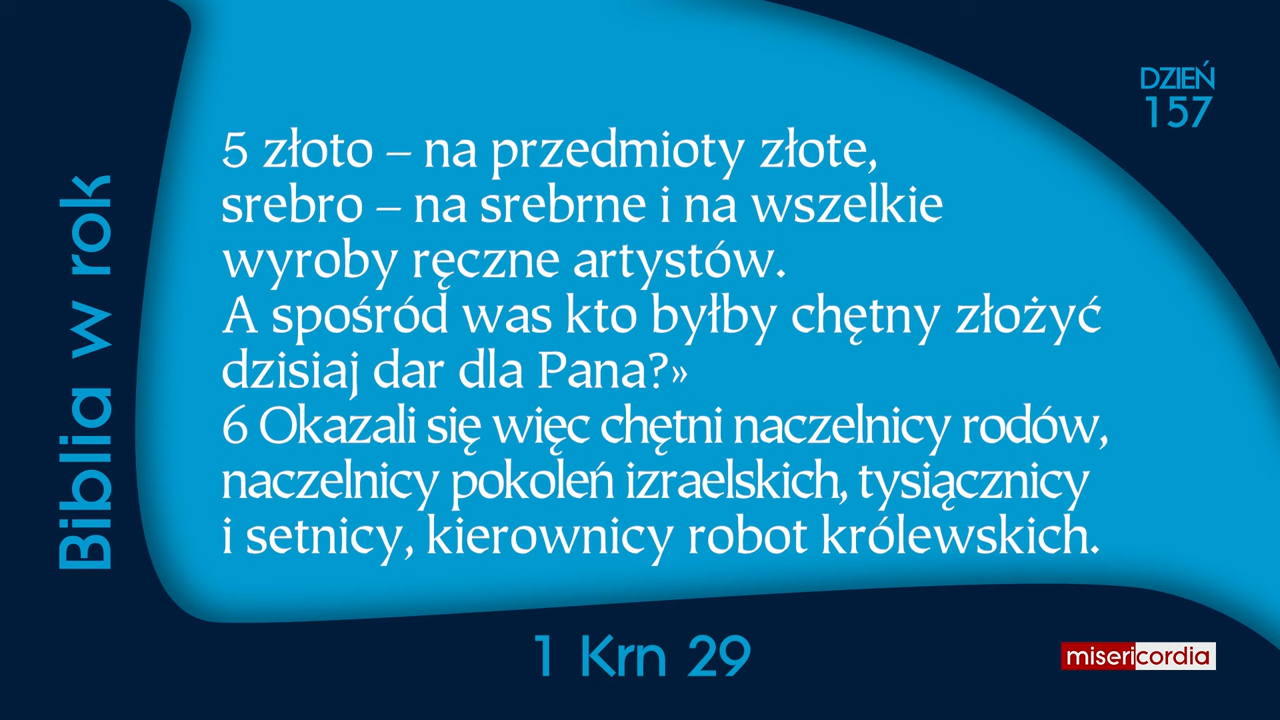 DZIEŃ
157
Biblia w rok
5 złoto – na przedmioty złote,
srebro – na srebrne i na wszelkie
wyroby ręczne artystów.
A spośród was kto byłby chętny złożyć
dzisiaj dar dla Pana?»
6 Okazali się więc chętni naczelnicy rodów,
naczelnicy pokoleń izraelskich, tysiącznicy
i setnicy, kierownicy robot królewskich.
1 Krn 29
misericordia